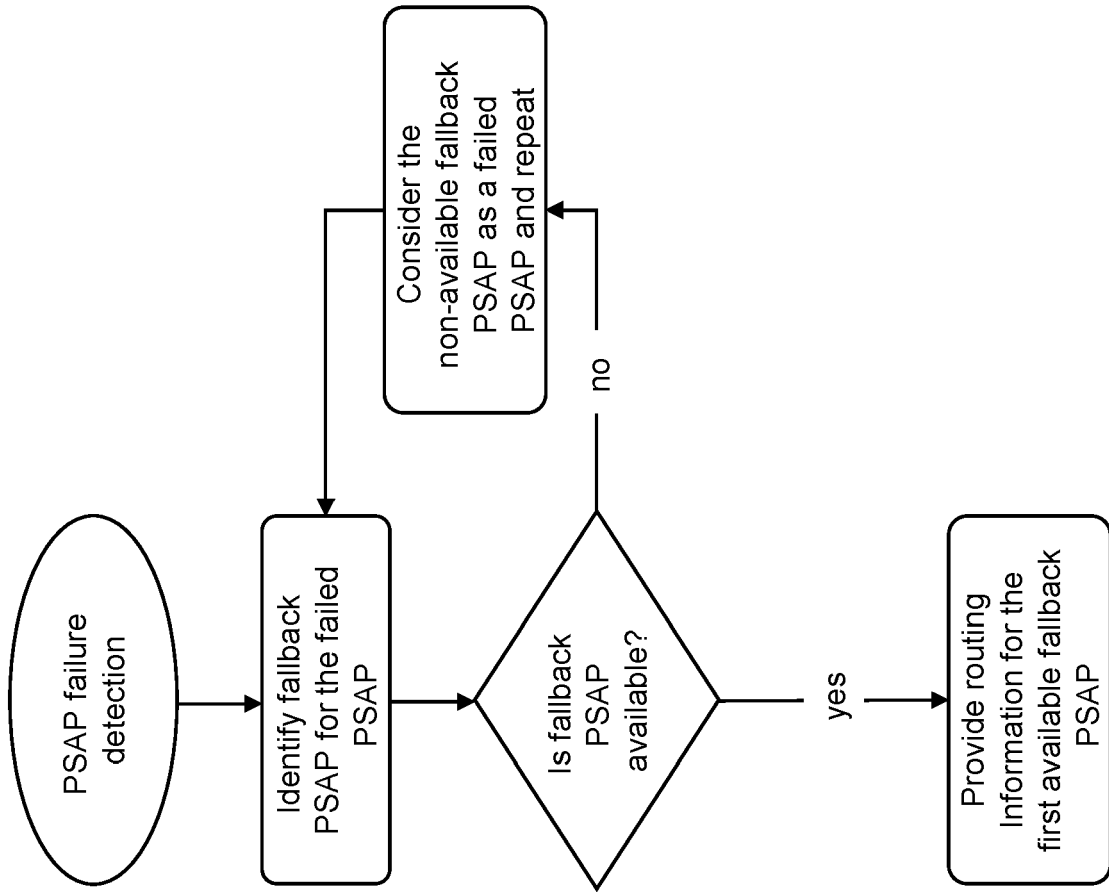 PSAP failure
detection
Identify fallback
PSAP for the failed
PSAP
Consider the
non-available fallback
PSAP as a failed
PSAP and repeat
Is fallback
PSAP
available?
no
yes
Provide routing
Information for the
first available fallback
PSAP